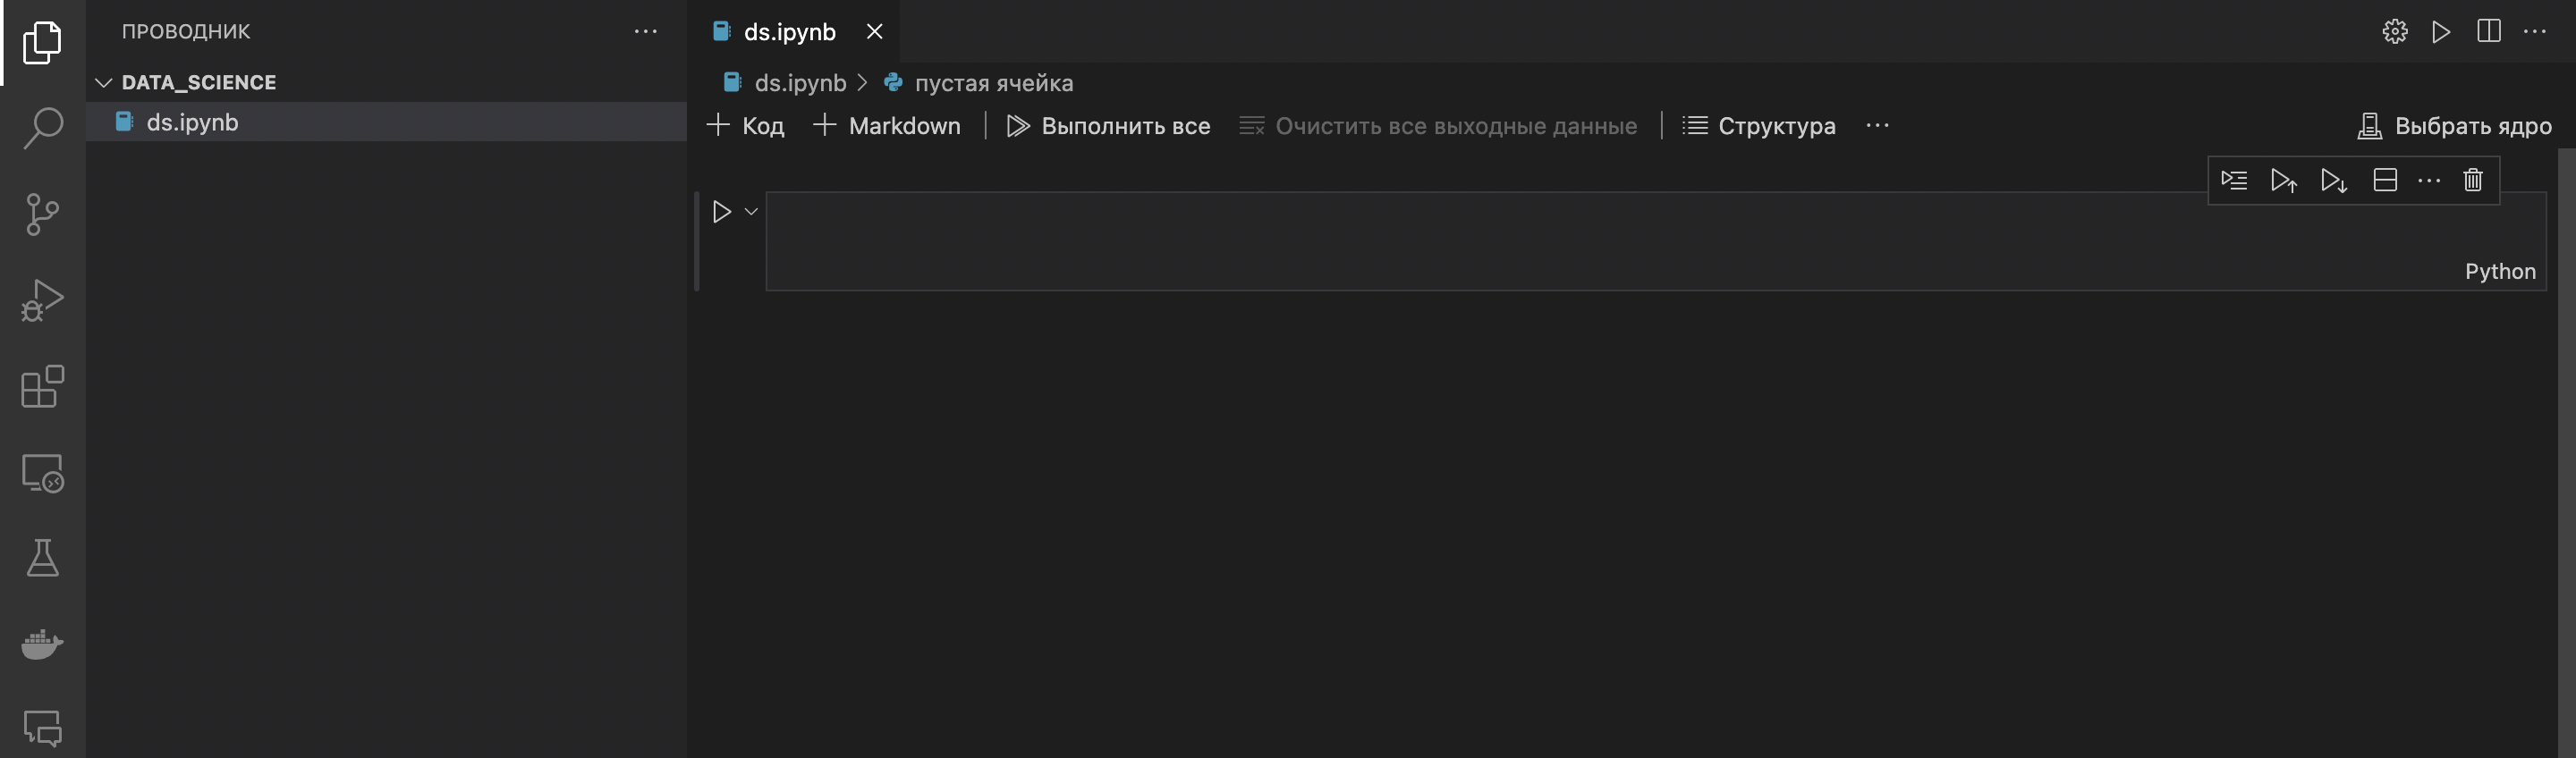 ПРОВОДНИК
DATA_SCIENCE
ds.ipynb
ds.ipynb
ds.ipynb > пустая ячейка
Код Markdown Выполнить все Очистить все выходные данные Структура Выбрать ядро
Python